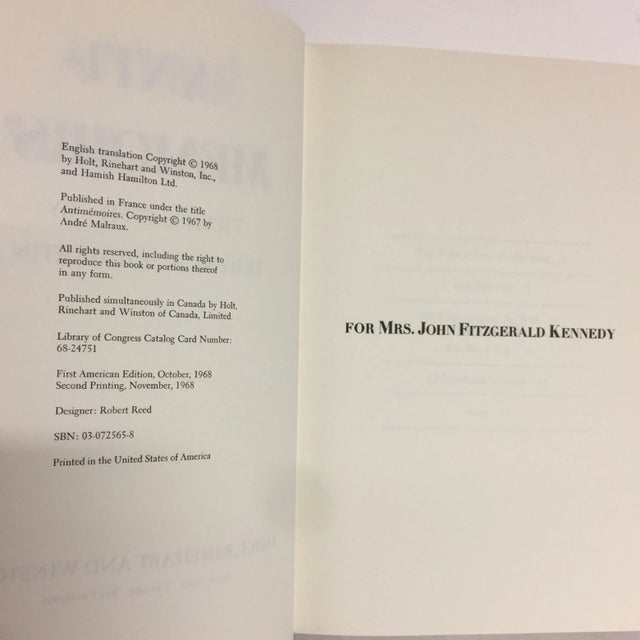 English translation Copyright © 1968
by Holt, Rinehart and Winston, Inc.,
and Hamish Hamilton Ltd.
Published in France under the title
Antimémoires. Copyright © 1967 by
André Malraux.
All rights reserved, including the right to
reproduce this book or portions thereof
in any form.
Published simultaneously in Canada by Holt,
Rinehart and Winston of Canada, Limited.
Library of Congress Catalog Card Number:
68-24751
First American Edition, October, 1968
Second Printing, November, 1968
Designer: Robert Reed
SBN: 03-072565-8
Printed in the United States of America
FOR MRS. JOHN FITZGERALD KENNEDY